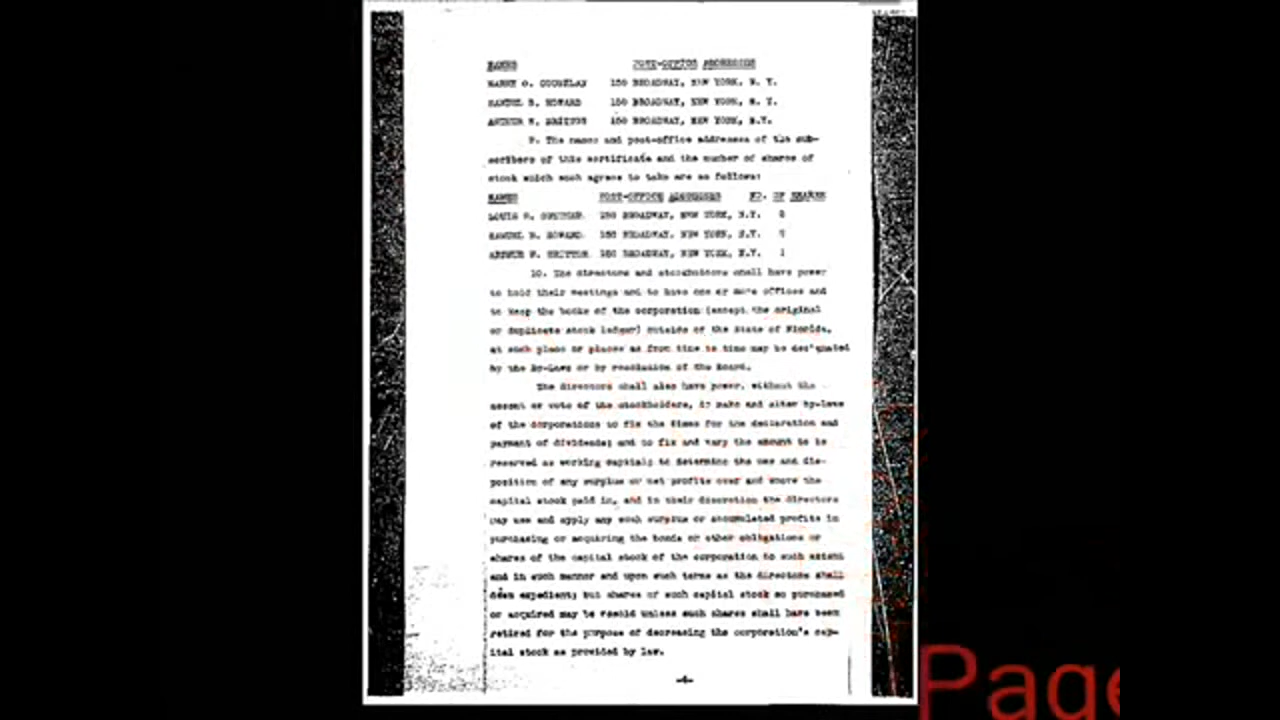 NAMES POST-OFFICE ADDRESSES
HARRY O. 150 BROADWAY, NEW YORK, N. Y.
SAMUEL B. HOWARD 150 BROADWAY, NEW YORK, N. Y.
ARTHUR W. BRITTON 150 BROADWAY, NEW YORK, N.Y.
9. The names and post-office addresses of the sub-
scribers of this certificate and the number of shares of
stock which each agrees to take are as follows:
NAMES POST-OFFICE ADDRESSES NO. OF SHARES
LOUIS 150 BROADWAY, NEW YORK, N.Y.
SAMUEL B. HOWARD 150 BROADWAY, NEW YORK, N.Y.
ARTHUR W. BRITTON 150 BROADWAY, NEW YORK, N.Y. 1
10. The directors and stockholders shall have power
to hold their meetings and to have one or more offices and
to keep the books of the corporation (except the original
or duplicate stock ledger) outside of the State of Florida,
at such place or places as from time to time may be designated
by the By-Laws or by resolution of the Board.
The directors shall also have power, without the
assent or vote of the stockholders, to make and alter by-laws
of the corporation; to fix the times for the declaration and
payment of dividends; and to fix and vary the amount to be
reserved as working capital; to determine the use and dis-
position of any surplus or net profits over and above the
capital stock paid in, and in their discretion the directors
may use and apply any such surplus or accumulated profits in
purchasing or acquiring the bonds or other obligations or
shares of the capital stock of the corporation to such extent
and in such manner and upon such terms as the directors shall
deem expedient; but shares of such capital stock so purchased
or acquired may be resold unless such shares shall have been
retired for the purpose of decreasing the corporation's cap-
ital stock as provided by law.
Page